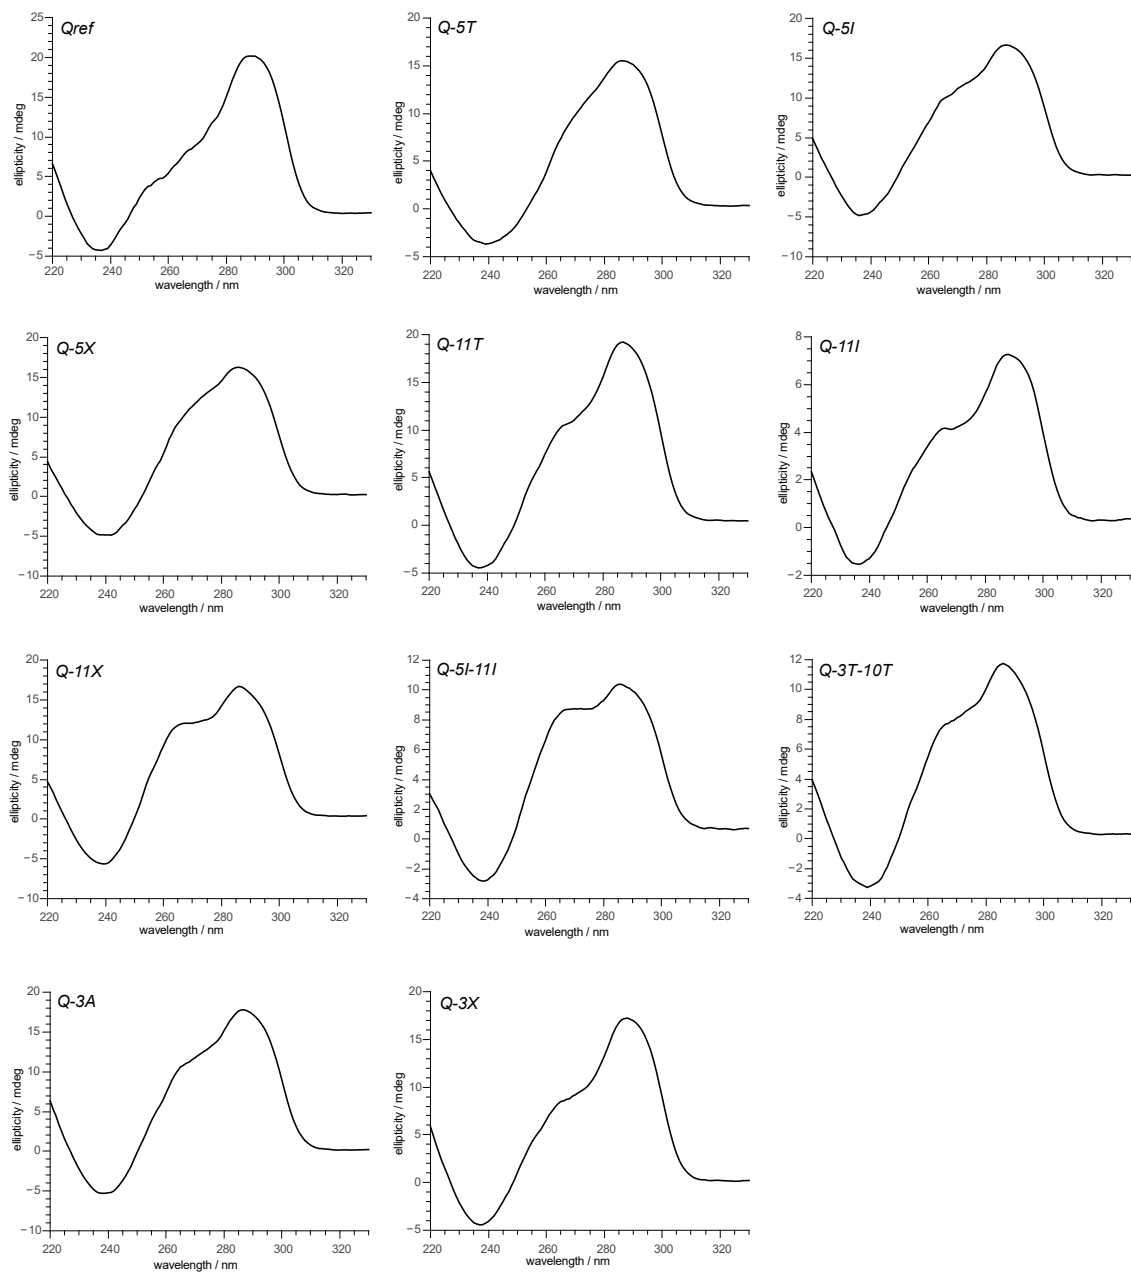 Qref
25
20
15
10
5
0
−5
ellipticity / mdeg
220 240 260 280 300 320
wavelength / nm
Q-5T
20
15
10
5
0
−5
ellipticity / mdeg
220 240 260 280 300 320
wavelength / nm
Q-5I
20
15
10
5
0
−5
−10
ellipticity / mdeg
220 240 260 280 300 320
wavelength / nm
Q-5X
20
15
10
5
0
−5
−10
ellipticity / mdeg
220 240 260 280 300 320
wavelength / nm
Q-11T
20
15
10
5
0
−5
ellipticity / mdeg
220 240 260 280 300 320
wavelength / nm
Q-11I
8
6
4
2
0
−2
ellipticity / mdeg
220 240 260 280 300 320
wavelength / nm
Q-11X
20
15
10
5
0
−5
−10
ellipticity / mdeg
220 240 260 280 300 320
wavelength / nm
Q-5I-11I
12
10
8
6
4
2
0
−2
−4
ellipticity / mdeg
220 240 260 280 300 320
wavelength / nm
Q-3T-10T
12
10
8
6
4
2
0
−2
−4
ellipticity / mdeg
220 240 260 280 300 320
wavelength / nm
Q-3A
20
15
10
5
0
−5
−10
ellipticity / mdeg
220 240 260 280 300 320
wavelength / nm
Q-3X
20
15
10
5
0
−5
ellipticity / mdeg
220 240 260 280 300 320
wavelength / nm